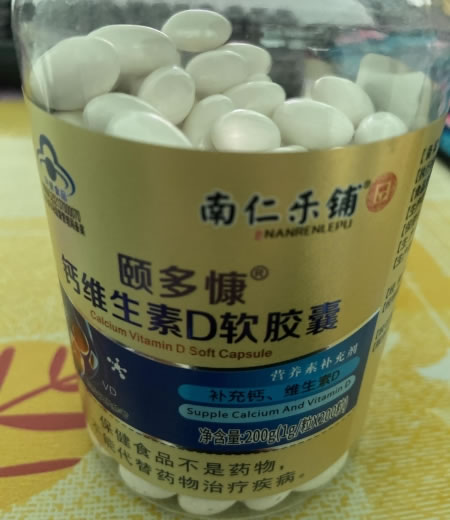 南仁乐铺®
NANRENLEPU
颐多慷®
钙维生素D软胶囊
Calcium Vitamin D Soft Capsule
营养素补充剂
补充钙、维生素D
Supple Calcium And Vitamin D
VD
净含量:200g(1g/粒X200粒)
保健食品不是药物,
不能代替药物治疗疾病。